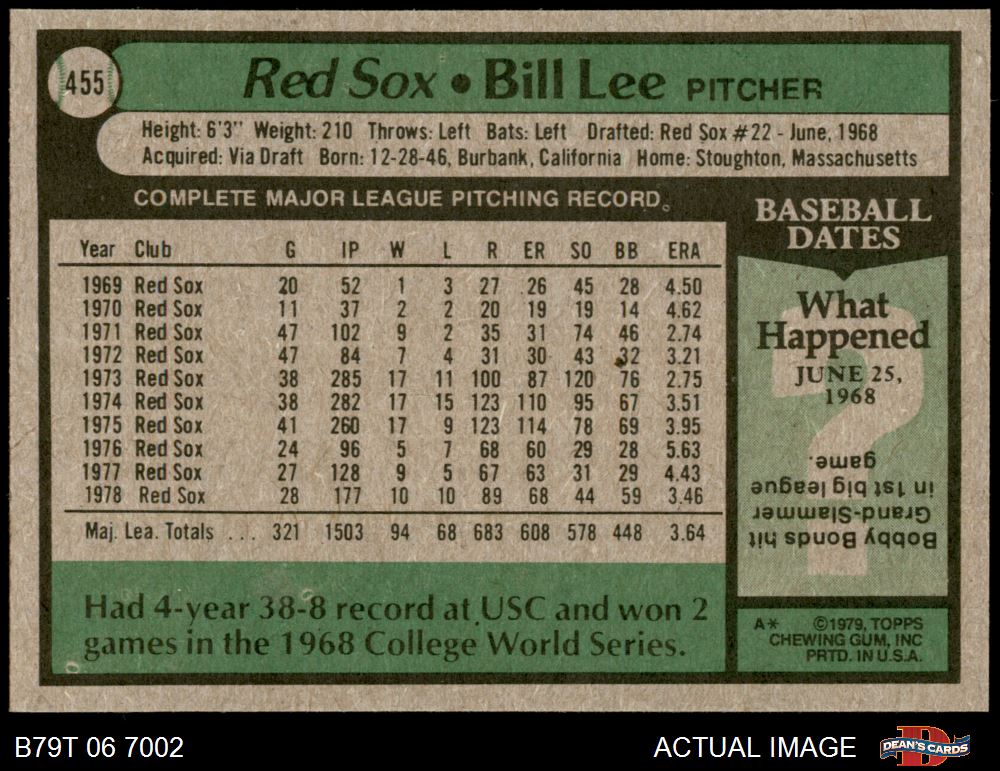 455
Red Sox • Bill Lee PITCHER
Height: 6'3" Weight: 210 Throws: Left Bats: Left Drafted: Red Sox #22 - June, 1968
Acquired: Via Draft Born: 12-28-46, Burbank, California Home: Stoughton, Massachusetts
COMPLETE MAJOR LEAGUE PITCHING RECORD.
Year Club G IP W L R ER SO BB ERA
1969 Red Sox 20 52 1 3 27 26 45 28 4.50
1970 Red Sox 11 37 2 2 20 19 19 14 4.62
1971 Red Sox 47 102 9 2 35 31 74 46 2.74
1972 Red Sox 47 84 7 4 31 30 43 32 3.21
1973 Red Sox 38 285 17 11 100 87 120 76 2.75
1974 Red Sox 38 282 17 15 123 110 95 67 3.51
1975 Red Sox 41 260 17 9 123 114 78 69 3.95
1976 Red Sox 24 96 5 7 68 60 29 28 5.63
1977 Red Sox 27 128 9 5 67 63 31 29 4.43
1978 Red Sox 28 177 10 10 89 68 44 59 3.46
Maj. Lea. Totals ... 321 1503 94 68 683 608 578 448 3.64
Had 4-year 38-8 record at USC and won 2
games in the 1968 College World Series.
BASEBALL
DATES
What
Happened
JUNE 25,
1968
?
Bobby Bonds hit
Grand-Slammer
in 1st big league
game.
A* ©1979, TOPPS
CHEWING GUM, INC
PRTD. IN U.S.A.
B79T 06 7002
ACTUAL IMAGE
DEAN'S CARDS